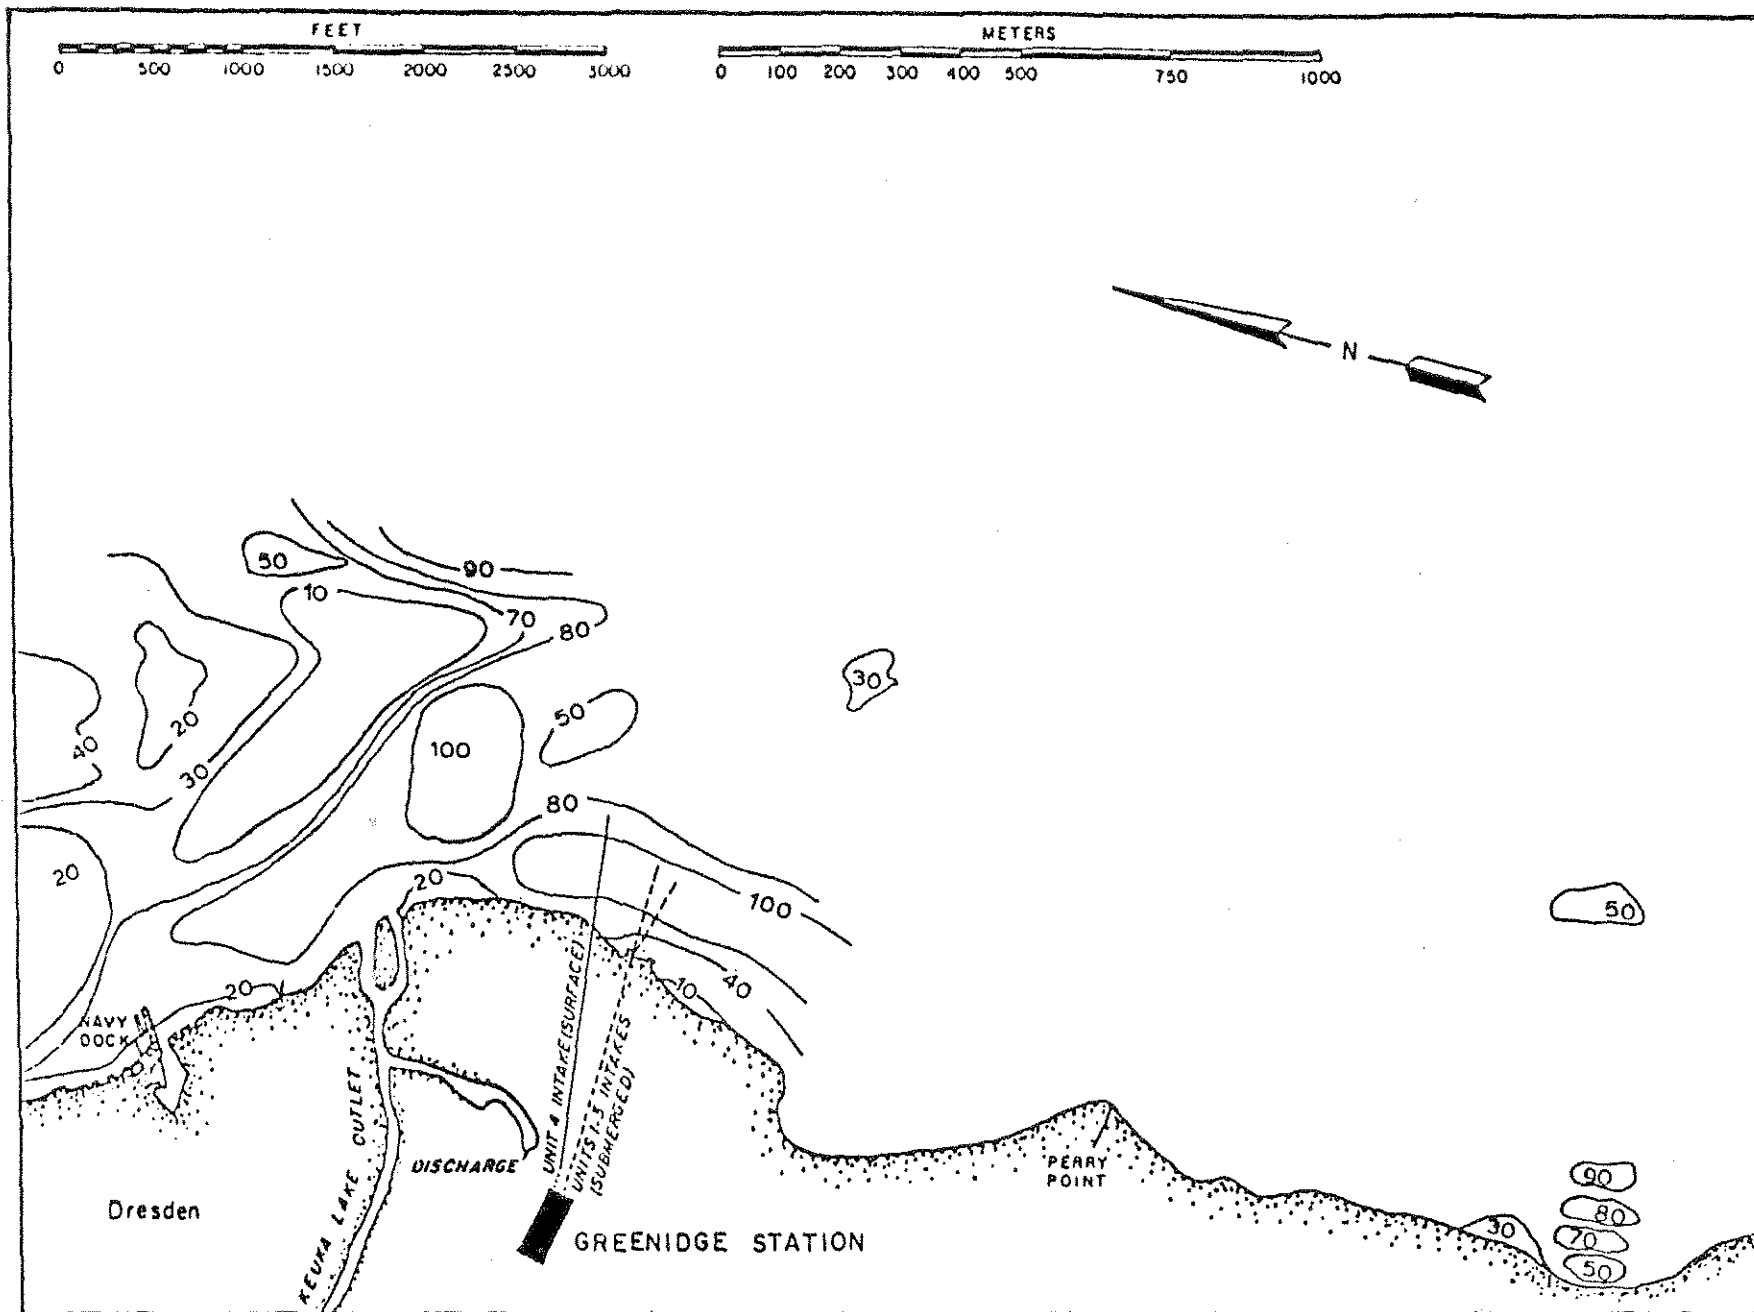 FEET
0 500 1000 1500 2000 2500 3000
METERS
0 100 200 300 400 500 750 1000
N
50
90
10
70
80
30
50
20
40
30
100
80
20
20
100
50
20
40
10
NAVY
DOCK
KEUKA LAKE OUTLET
DISCHARGE
UNIT 4 INTAKE (SURFACE)
UNITS 1-3 INTAKES
(SUBMERGED)
PERRY
POINT
Dresden
GREENIDGE STATION
30
90
80
70
50